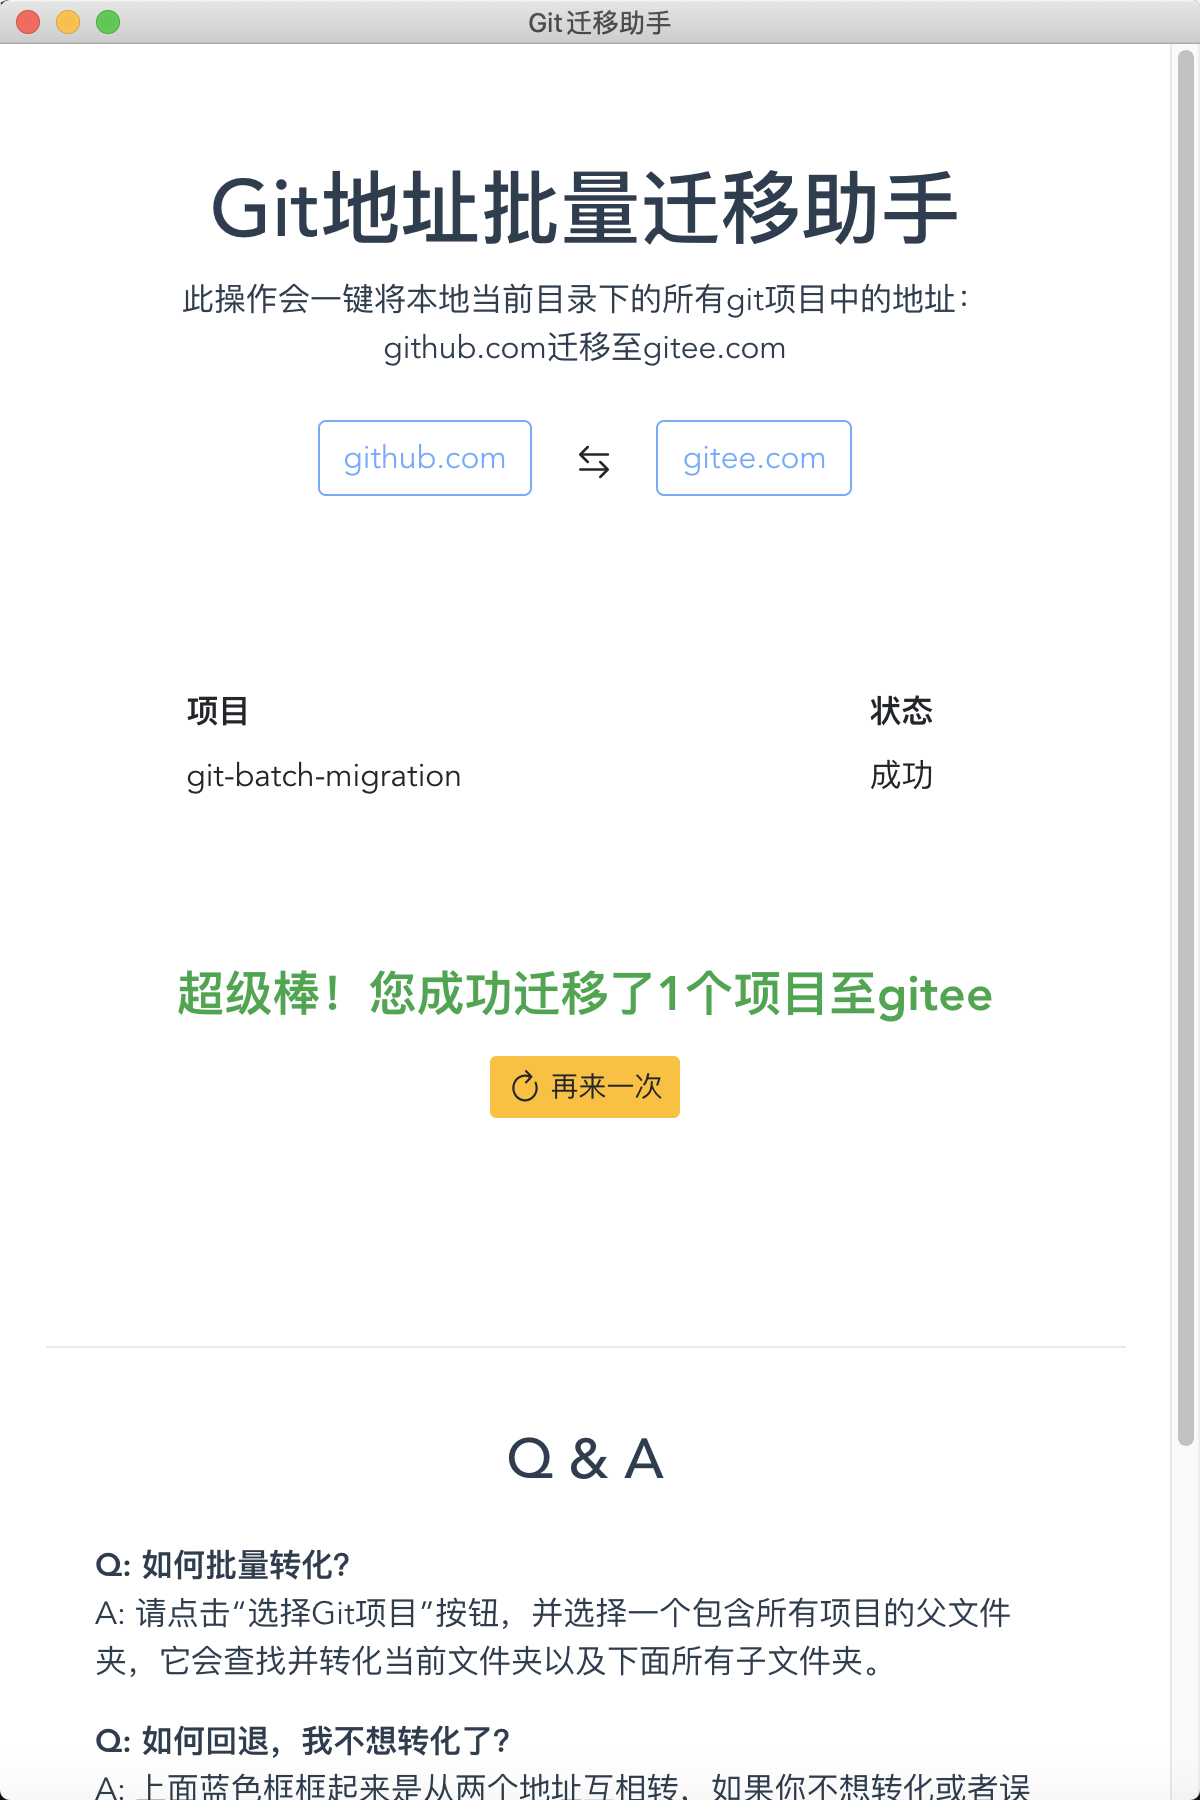 Git迁移助手
Git地址批量迁移助手
此操作会一键将本地当前目录下的所有git项目中的地址：
github.com迁移至gitee.com
github.com
gitee.com
项目 状态
git-batch-migration 成功
超级棒！您成功迁移了1个项目至gitee
再来一次
Q & A
Q: 如何批量转化?
A: 请点击“选择Git项目”按钮，并选择一个包含所有项目的父文件
夹，它会查找并转化当前文件夹以及下面所有子文件夹。
Q: 如何回退，我不想转化了?
A: 上面蓝色框框起来是从两个地址互相转，如果你不想转化或者误